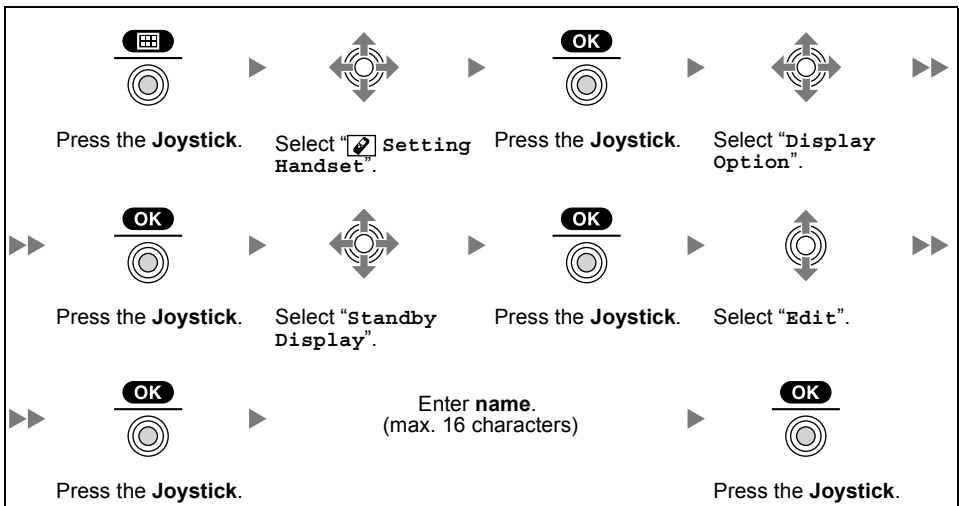 OK
OK
Press the Joystick.
Select “ Setting
Handset”.
Press the Joystick.
Select “Display
Option”.
OK
OK
Press the Joystick.
Select “Standby
Display”.
Press the Joystick.
Select “Edit”.
OK
Enter name.
(max. 16 characters)
OK
Press the Joystick.
Press the Joystick.